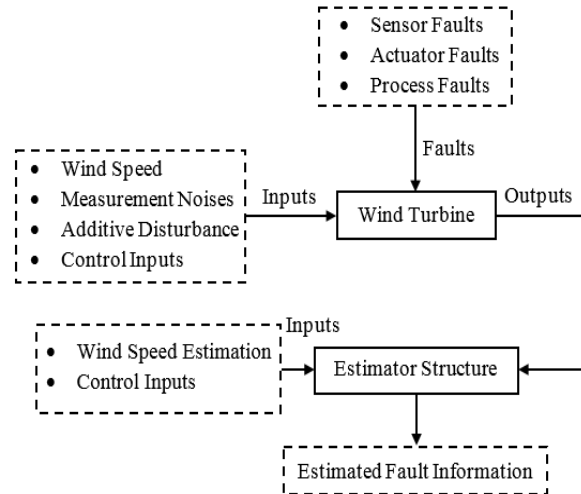 • Sensor Faults
• Actuator Faults
• Process Faults
Faults
• Wind Speed
• Measurement Noises
• Additive Disturbance
• Control Inputs
Inputs
Wind Turbine
Outputs
Inputs
• Wind Speed Estimation
• Control Inputs
Estimator Structure
Estimated Fault Information